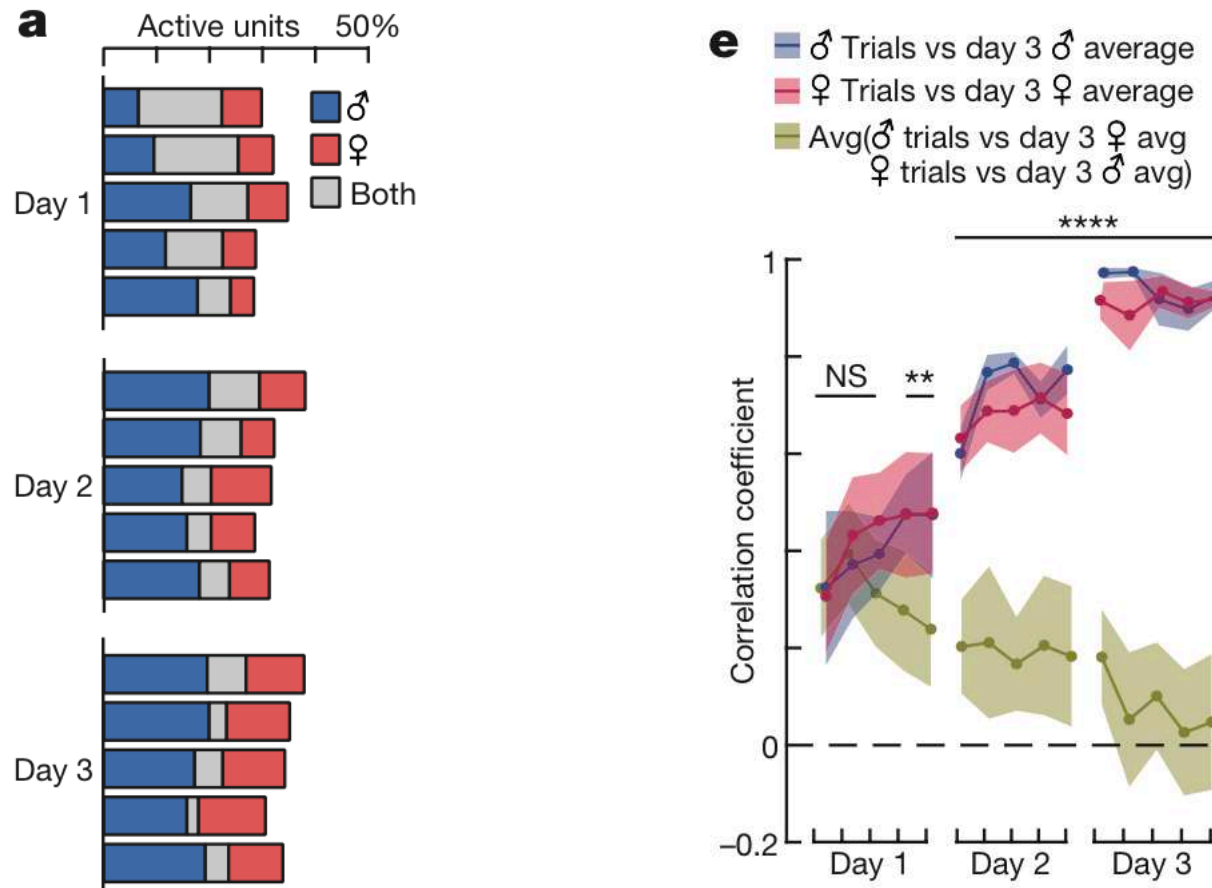 a
Active units 50%
♂
♀
Both
Day 1
Day 2
Day 3
e
♂ Trials vs day 3 ♂ average
♀ Trials vs day 3 ♀ average
Avg(♂ trials vs day 3 ♀ avg
♀ trials vs day 3 ♂ avg)
****
1
NS
**
Correlation coefficient
0
–0.2
Day 1 Day 2 Day 3